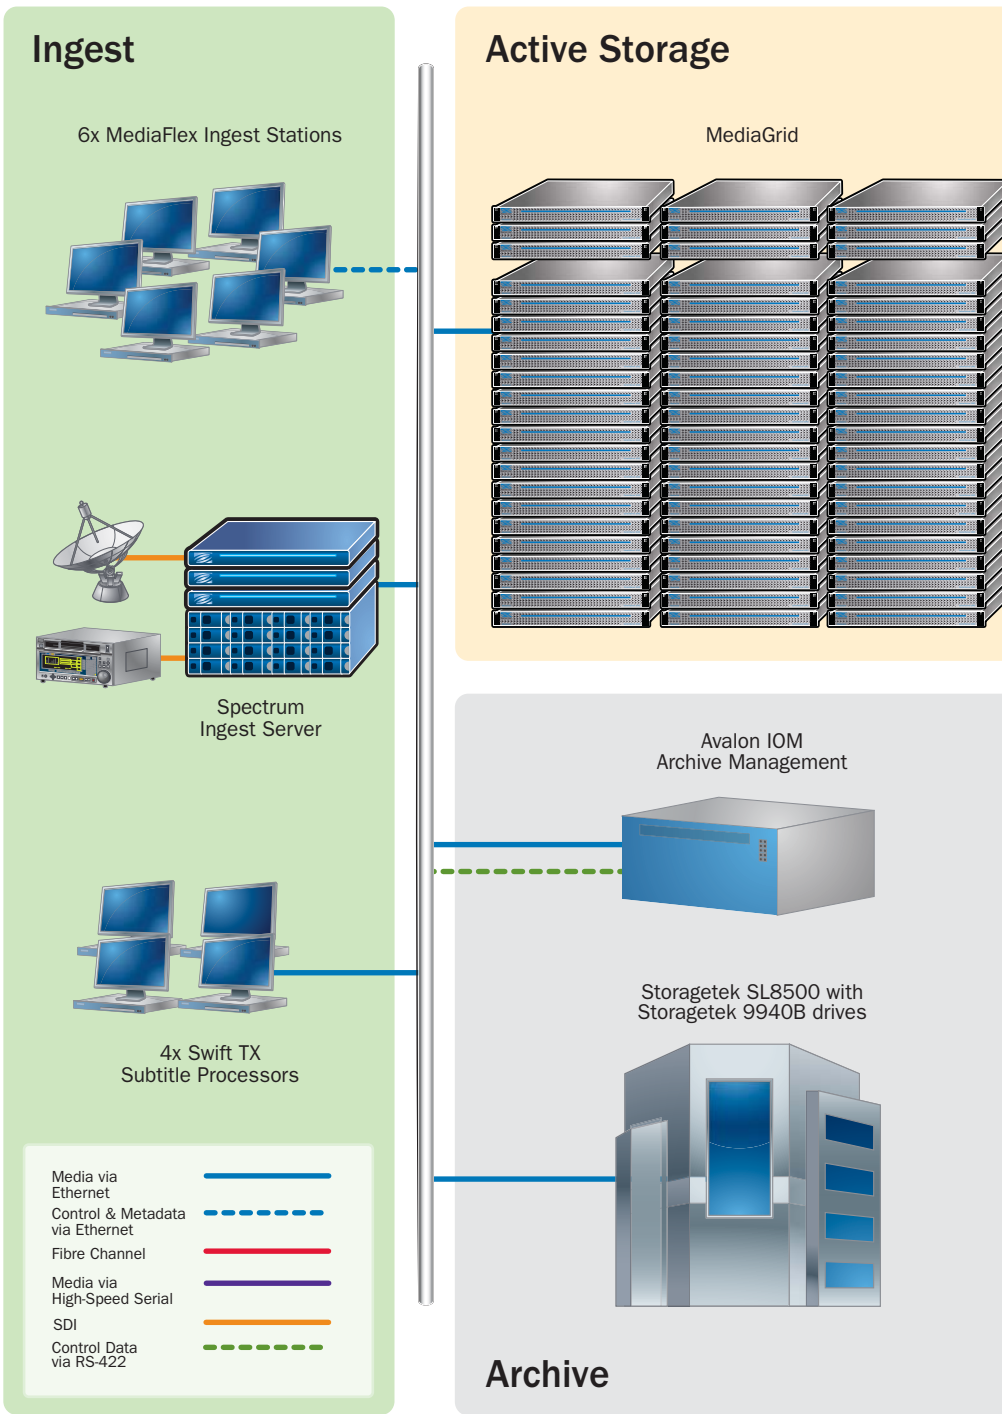 Ingest
6x MediaFlex Ingest Stations
Spectrum
Ingest Server
4x Swift TX
Subtitle Processors
Media via
Ethernet
Control & Metadata
via Ethernet
Fibre Channel
Media via
High-Speed Serial
SDI
Control Data
via RS-422
Active Storage
MediaGrid
Avalon IOM
Archive Management
Storagetek SL8500 with
Storagetek 9940B drives
Archive